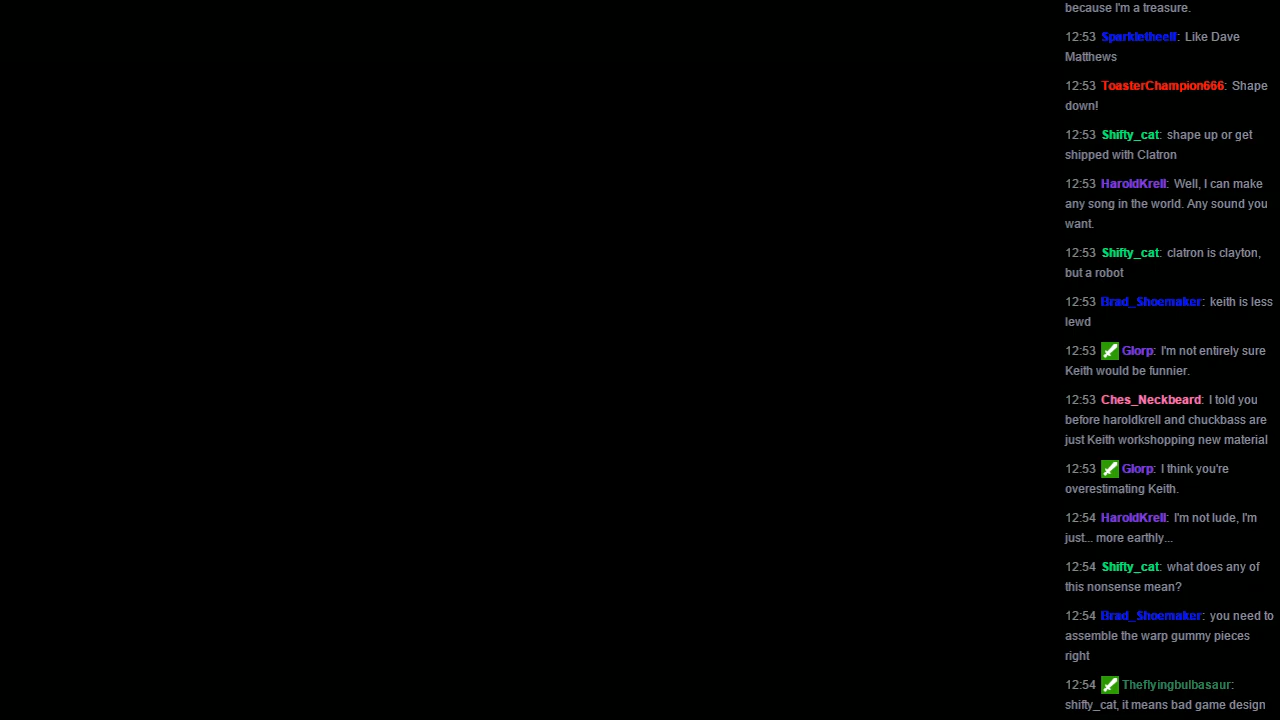 because I'm a treasure.
12:53 Sparkletheelf: Like Dave
Matthews
12:53 ToasterChampion666: Shape
down!
12:53 Shifty_cat: shape up or get
shipped with Clatron
12:53 HaroldKrell: Well, I can make
any song in the world. Any sound you
want.
12:53 Shifty_cat: clatron is clayton,
but a robot
12:53 Brad_Shoemaker: keith is less
lewd
12:53 Glorp: I'm not entirely sure
Keith would be funnier.
12:53 Ches_Neckbeard: I told you
before haroldkrell and chuckbass are
just Keith workshopping new material
12:53 Glorp: I think you're
overestimating Keith.
12:54 HaroldKrell: I'm not lude, I'm
just... more earthly...
12:54 Shifty_cat: what does any of
this nonsense mean?
12:54 Brad_Shoemaker: you need to
assemble the warp gummy pieces
right
12:54 Theflyingbulbasaur:
shifty_cat, it means bad game design